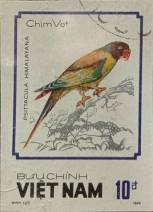 Chim Vẹt
PSITTACULA HIMALAYANA
BƯU CHÍNH
VIỆT NAM 10đ